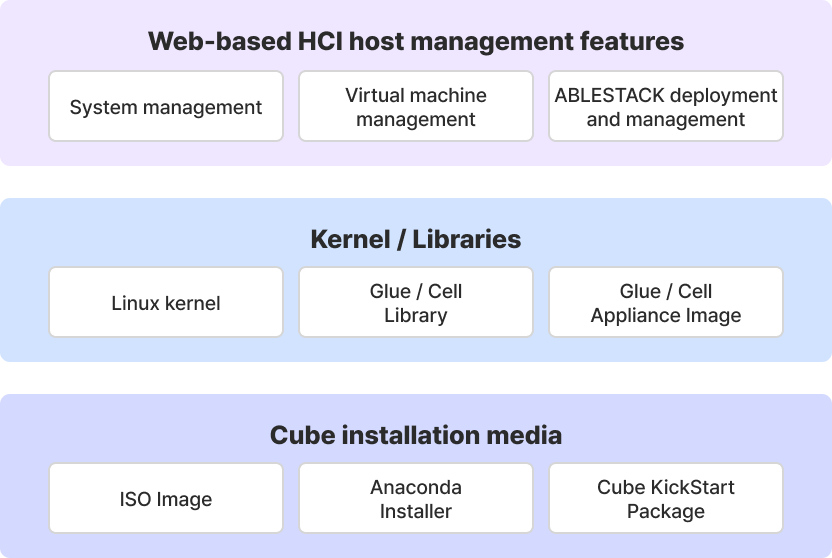 Web-based HCI host management features
System management
Virtual machine
management
ABLESTACK deployment
and management
Kernel / Libraries
Linux kernel
Glue / Cell
Library
Glue / Cell
Appliance Image
Cube installation media
ISO Image
Anaconda
Installer
Cube KickStart
Package